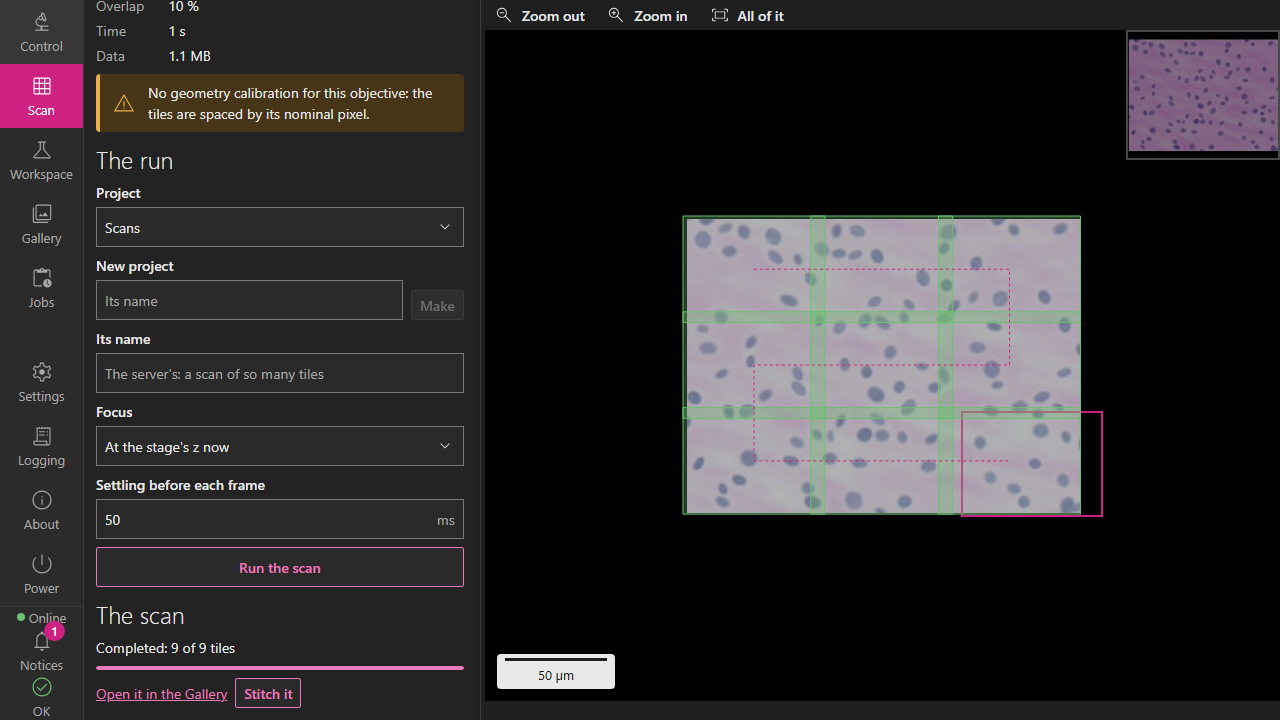 Control
Scan
Workspace
Gallery
Jobs
Settings
Logging
About
Power
Online
1
Notices
OK
Overlap 10 %
Time 1 s
Data 1.1 MB
No geometry calibration for this objective: the
tiles are spaced by its nominal pixel.
The run
Project
Scans
New project
Its name
Make
Its name
The server's: a scan of so many tiles
Focus
At the stage's z now
Settling before each frame
50 ms
Run the scan
The scan
Completed: 9 of 9 tiles
Open it in the Gallery Stitch it
Zoom out Zoom in All of it
50 µm